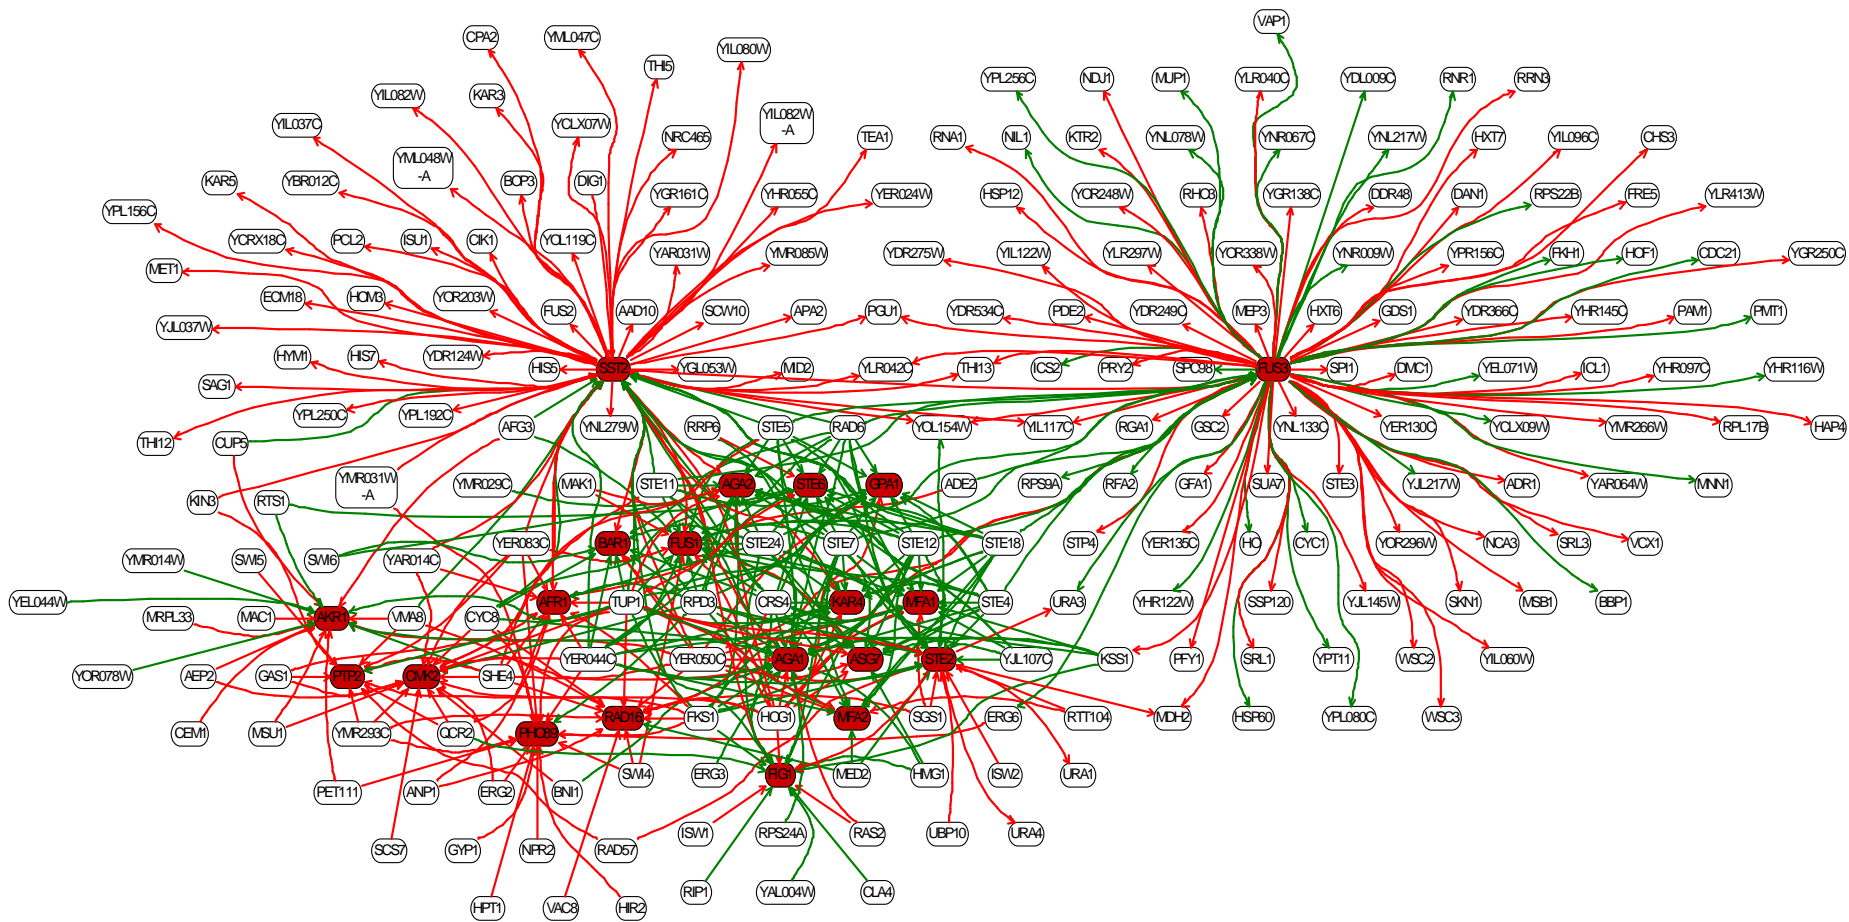 VAP1
CPA2
YML047C
YIL080W
THI5
YPL256C
NDJ1
MUP1
YLR040C
YDL009C
RNR1
RRN3
YIL082W
KAR3
YIL037C
YCLX07W
YIL082W
-A
NRC465
TEA1
RNA1
NIL1
KTR2
YNL078W
YNR067C
YNL217W
HXT7
YIL096C
CHS3
YML048W
-A
KAR5
YBR012C
BOP3
DIG1
YGR161C
YHR055C
YER024W
HSP12
YOR248W
RHO3
YGR138C
DDR48
DAN1
RPS22B
FRE5
YLR413W
YPL156C
YCRX18C
PCL2
ISU1
CIK1
YOL119C
YAR031W
YMR085W
YDR275W
YIL122W
YLR297W
YOR338W
YNR009W
YPR156C
FKH1
HOF1
CDC21
YGR250C
MET1
ECM18
HOM3
YOR203W
FUS2
AAD10
SCW10
APA2
PGU1
YDR534C
PDE2
YDR249C
MEP3
HXT6
GDS1
YDR366C
YHR145C
PAM1
PMT1
YJL037W
YDR124W
HYM1
HIS7
HIS5
SST2
YGL053W
MID2
YLR042C
THI13
ICS2
PRY2
SPC98
FUS3
SPI1
DMC1
YEL071W
ICL1
YHR097C
YHR116W
SAG1
YPL250C
YPL192C
THI12
CUP5
AFG3
YNL279W
RRP6
STE5
RAD6
YOL154W
YIL117C
RGA1
GSC2
YNL133C
YER130C
YCLX09W
YMR266W
RPL17B
HAP4
YMR031W
-A
KIN3
RTS1
YMR029C
MAK1
STE11
AGA2
STE6
GPA1
ADE2
RPS9A
RFA2
GFA1
SUA7
STE3
YJL217W
ADR1
YAR064W
MNN1
YMR014W
SWI5
SWI6
YAR014C
YER083C
BAR1
FUS1
STE24
STE7
STE12
STE18
STP4
YER135C
HO
CYC1
YOR296W
NCA3
SRL3
VCX1
YEL044W
MRPL33
MAC1
AKR1
VMA8
CYC8
AFR1
TUP1
RPD3
CRS4
KAR4
MFA1
STE4
URA3
YHR122W
SSP120
YJL145W
SKN1
MSB1
BBP1
YOR078W
AEP2
GAS1
PTP2
CMK2
SHE4
YER044C
YER050C
AGA1
ASG7
STE2
YJL107C
KSS1
PFY1
SRL1
YPT11
WSC2
YIL060W
CEM1
MSU1
YMR293C
QCR2
PHO89
RAD16
FKS1
HOG1
MFA2
SGS1
ERG6
RTT104
MDH2
HSP60
YPL080C
WSC3
PET111
ANP1
ERG2
BNI1
SWI4
ERG3
FIG1
MED2
HMG1
ISW2
URA1
SCS7
GYP1
NPR2
RAD57
ISW1
RPS24A
RAS2
UBP10
URA4
HPT1
VAC8
HIR2
RIP1
YAL004W
CLA4